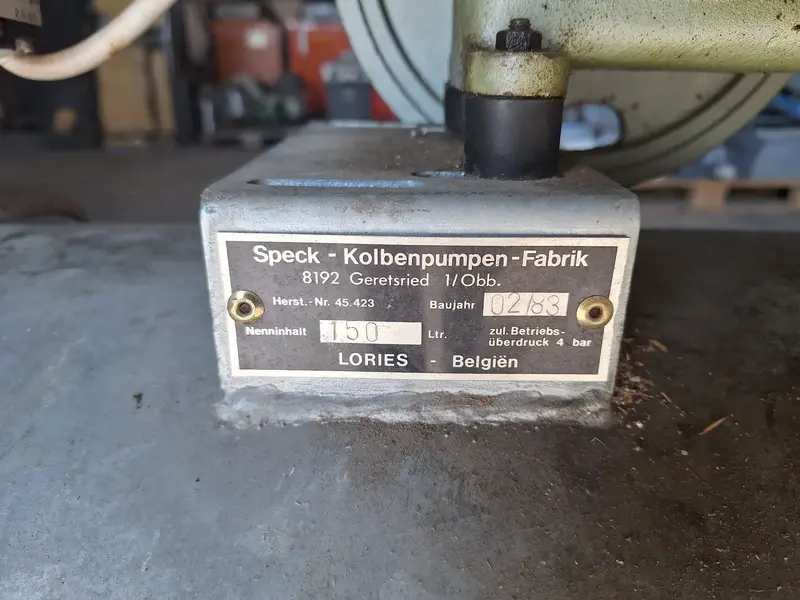 Speck - Kolbenpumpen-Fabrik
8192 Geretsried 1/Obb.
Herst.-Nr. 45.423 Baujahr 02/83
Nenninhalt 150 Ltr. zul. Betriebs-
überdruck 4 bar
LORIES - Belgiën